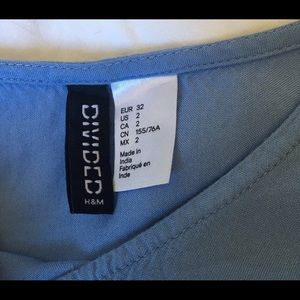 DIVIDED
H&M
EUR 32
US 2
CA 2
CN 155/76A
MX 2
Made in
India
Fabriqué en
Inde